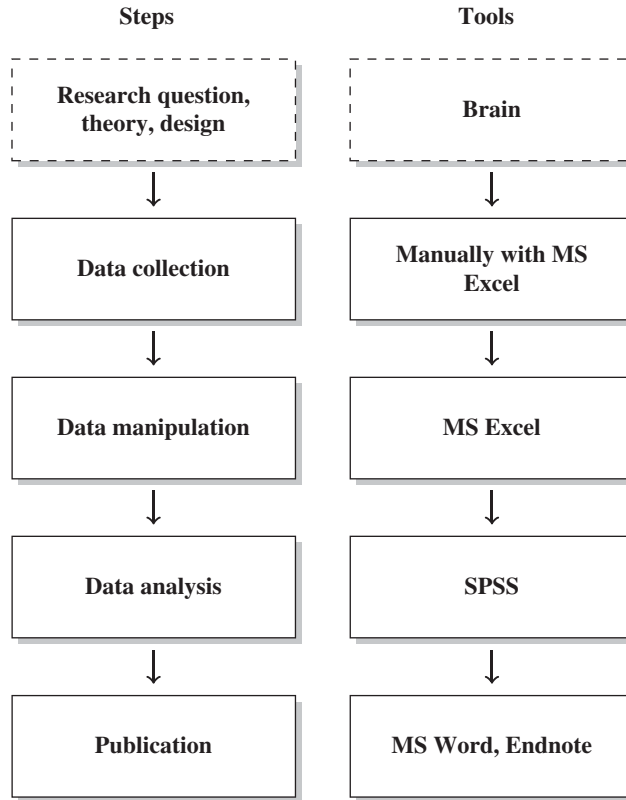 Steps
Tools
Research question,
theory, design
Brain
Data collection
Manually with MS
Excel
Data manipulation
MS Excel
Data analysis
SPSS
Publication
MS Word, Endnote